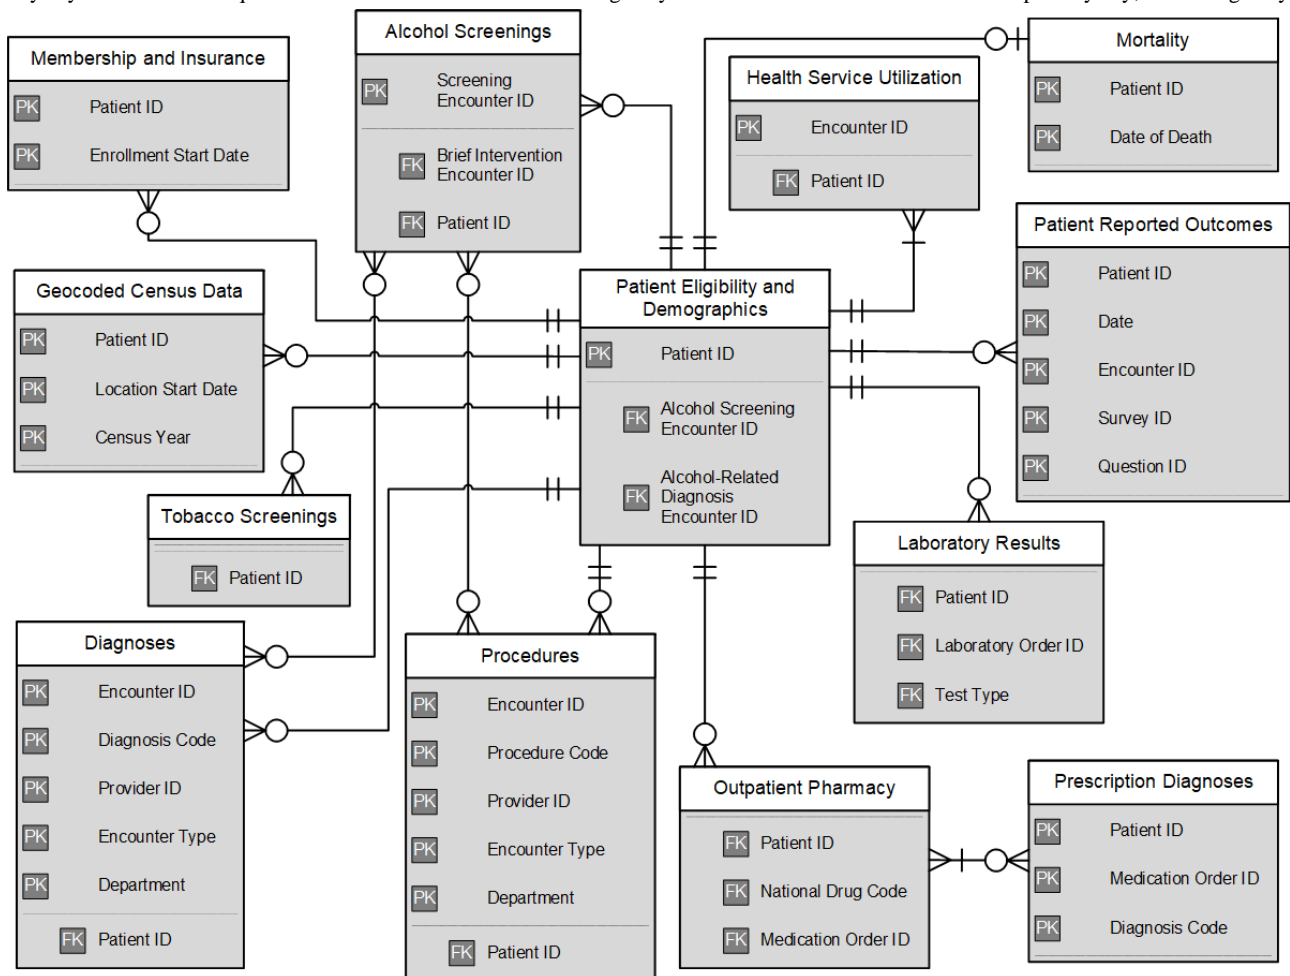 Membership and Insurance
PK Patient ID
PK Enrollment Start Date
Alcohol Screenings
PK Screening
Encounter ID
FK Brief Intervention
Encounter ID
FK Patient ID
Health Service Utilization
PK Encounter ID
FK Patient ID
Mortality
PK Patient ID
PK Date of Death
Geocoded Census Data
PK Patient ID
PK Location Start Date
PK Census Year
Patient Eligibility and
Demographics
PK Patient ID
FK Alcohol Screening
Encounter ID
FK Alcohol-Related
Diagnosis
Encounter ID
Patient Reported Outcomes
PK Patient ID
PK Date
PK Encounter ID
PK Survey ID
PK Question ID
Tobacco Screenings
FK Patient ID
Laboratory Results
FK Patient ID
FK Laboratory Order ID
FK Test Type
Diagnoses
PK Encounter ID
PK Diagnosis Code
PK Provider ID
PK Encounter Type
PK Department
FK Patient ID
Procedures
PK Encounter ID
PK Procedure Code
PK Provider ID
PK Encounter Type
PK Department
FK Patient ID
Outpatient Pharmacy
FK Patient ID
FK National Drug Code
FK Medication Order ID
Prescription Diagnoses
PK Patient ID
PK Medication Order ID
PK Diagnosis Code